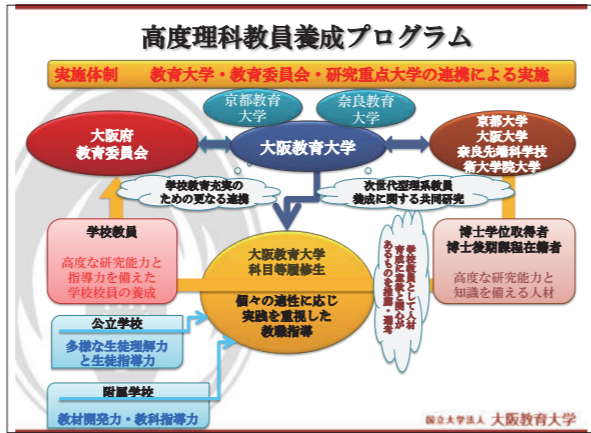 高度理科教員養成プログラム
実施体制　教育大学・教育委員会・研究重点大学の連携による実施
京都教育
大学
奈良教育
大学
大阪府
教育委員会
大阪教育大学
京都大学
大阪大学
奈良先端科学技
術大学院大学
学校教育充実の
ための更なる連携
次世代型理系教員
養成に関する共同研究
学校教員
高度な研究能力と
指導力を備えた
学校校員の養成
大阪教育大学
科目等履修生
個々の適性に応じ
実践を重視した
教職指導
学校教員として人材
育成に意欲と関心が
あるものを推薦・選考
博士学位取得者
博士後期課程在籍者
高度な研究能力と
知識を備える人材
公立学校
多様な生徒理解力
と生徒指導力
附属学校
教材開発力・教科指導力
国立大学法人 大阪教育大学